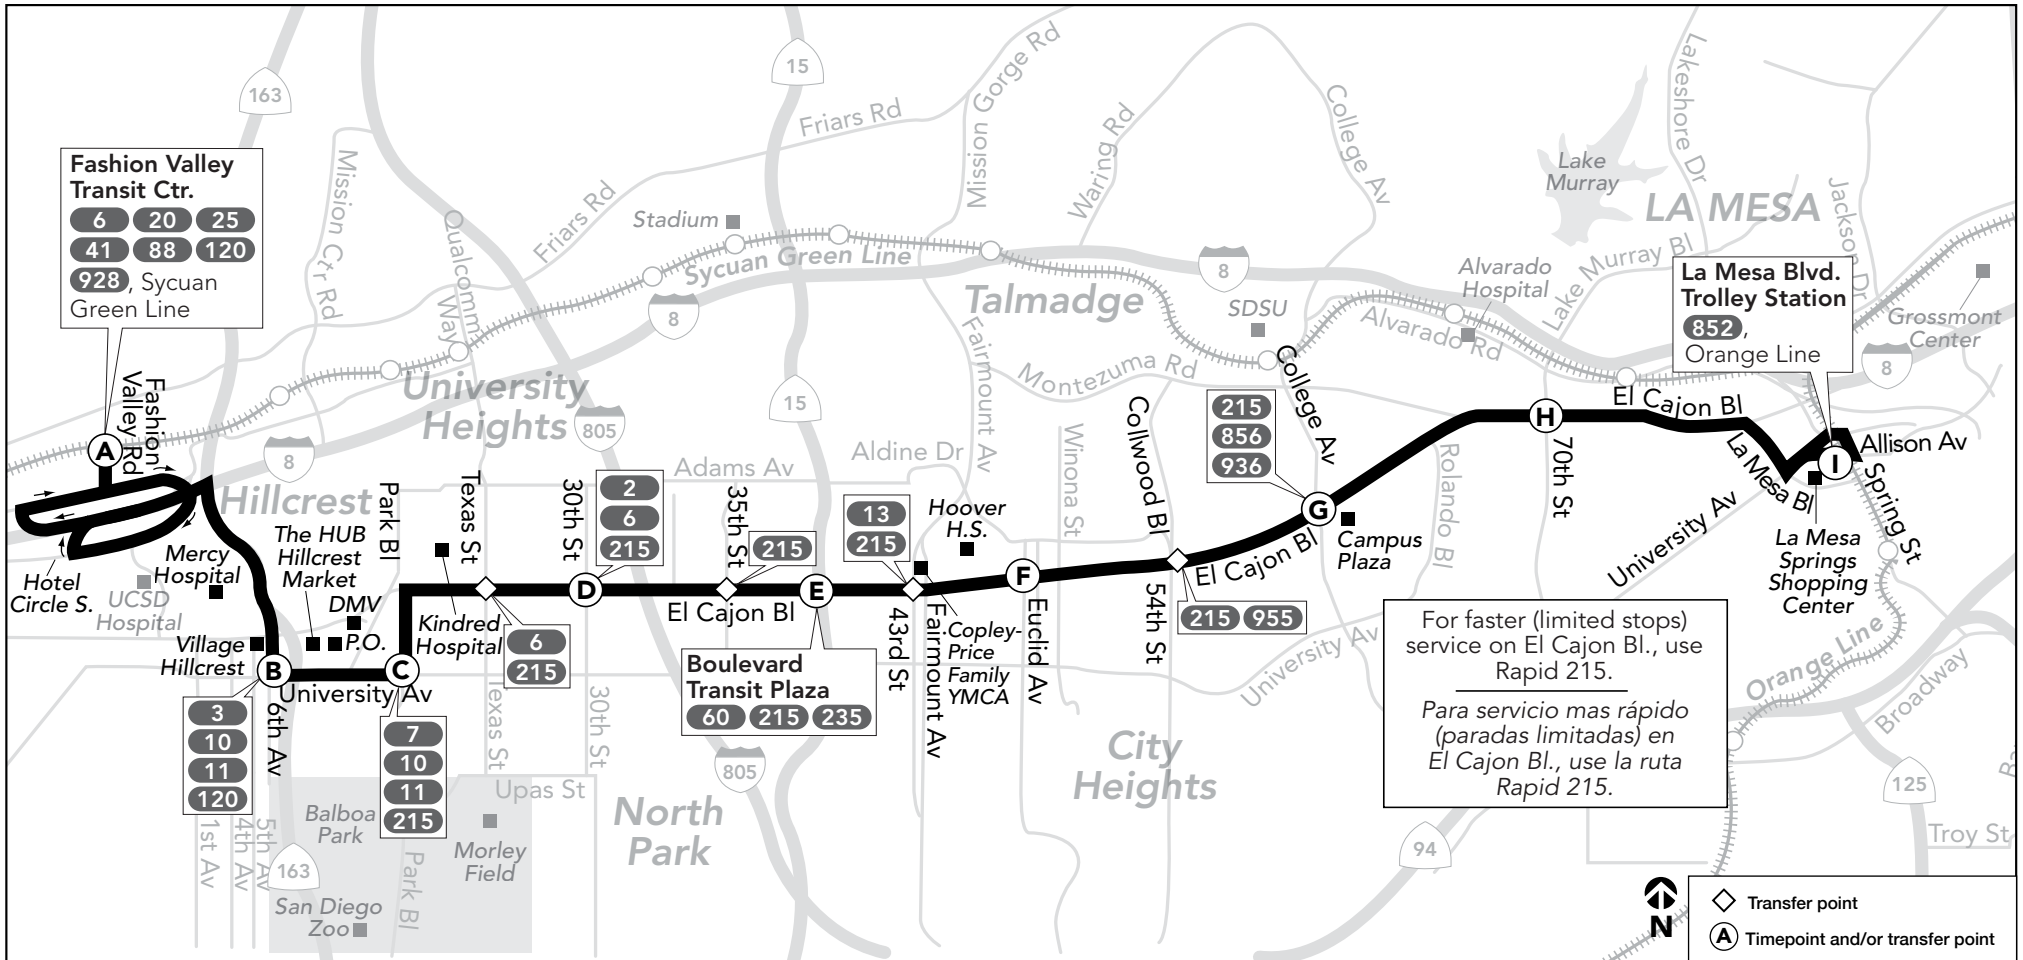 163
15
Friars Rd
Mission Gorge Rd
Waring Rd
College Av
Lakeshore Dr
Lake
Murray
LA MESA
Jackson Dr
Fashion Valley
Transit Ctr.
6 20 25
41 88 120
928, Sycuan
Green Line
Mission Ctr Rd
Qualcomm
Way
Friars Rd
Stadium
Sycuan Green Line
8
Talmadge
8
SDSU
Alvarado
Hospital
Alvarado Rd
Lake Murray Bl
La Mesa Blvd.
Trolley Station
852,
Orange Line
Grossmont
Center
8
Fashion
Valley Rd
A
University
Heights
805
15
Fairmount Av
Montezuma Rd
Collwood Bl
215
856
936
College Av
El Cajon Bl
H
70th St
La Mesa Bl
Allison Av
I
Spring St
8
Hillcrest
Adams Av
Aldine Dr
Winona St
Rolando Bl
University Av
Hotel
Circle S.
UCSD
Hospital
Mercy
Hospital
The HUB
Hillcrest
Market
DMV
P.O.
Park Bl
Texas St
30th St
2
6
215
35th St
215
13
215
Hoover
H.S.
G
Campus
Plaza
La Mesa
Springs
Shopping
Center
Village
Hillcrest
B
University Av
C
Kindred
Hospital
6
215
D
El Cajon Bl
E
F
El Cajon Bl
215 955
54th St
43rd St
Fairmount Av
Copley-
Price
Family
YMCA
Euclid Av
Boulevard
Transit Plaza
60 215 235
3
10
11
120
6th Av
7
10
11
215
Texas St
30th St
University Av
For faster (limited stops)
service on El Cajon Bl., use
Rapid 215.
Para servicio mas rápido
(paradas limitadas) en
El Cajon Bl., use la ruta
Rapid 215.
Orange Line
Broadway
805
City
Heights
North
Park
Upas St
Balboa
Park
Morley
Field
1st Av
4th Av
5th Av
163
Park Bl
San Diego
Zoo
94
125
Troy St
N
Transfer point
A Timepoint and/or transfer point